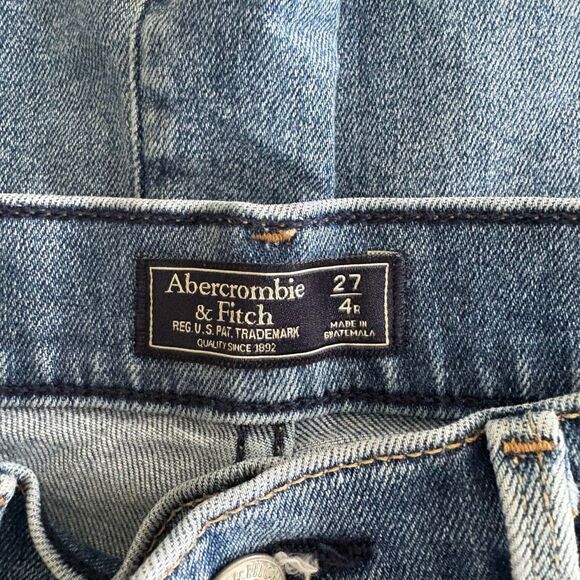 Abercrombie
& Fitch
REG U.S. PAT. TRADEMARK
QUALITY SINCE 1892
27
4R
MADE IN
GUATEMALA